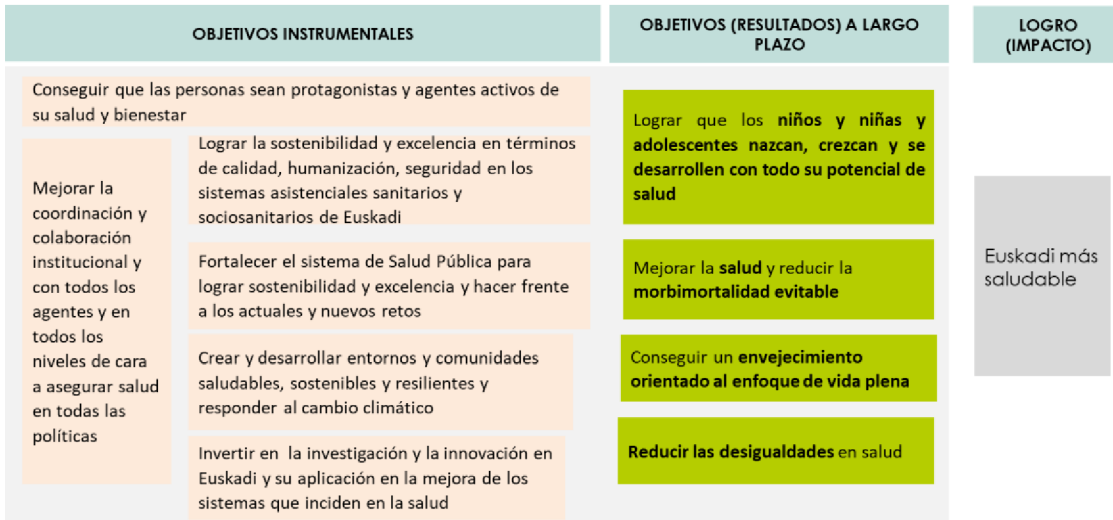 OBJETIVOS INSTRUMENTALES
OBJETIVOS (RESULTADOS) A LARGO
PLAZO
LOGRO
(IMPACTO)
Conseguir que las personas sean protagonistas y agentes activos de
su salud y bienestar
Mejorar la
coordinación y
colaboración
institucional y
con todos los
agentes y en
todos los
niveles de cara
a asegurar salud
en todas las
políticas
Lograr la sostenibilidad y excelencia en términos
de calidad, humanización, seguridad en los
sistemas asistenciales sanitarios y
sociosanitarios de Euskadi
Fortalecer el sistema de Salud Pública para
lograr sostenibilidad y excelencia y hacer frente
a los actuales y nuevos retos
Crear y desarrollar entornos y comunidades
saludables, sostenibles y resilientes y
responder al cambio climático
Invertir en la investigación y la innovación en
Euskadi y su aplicación en la mejora de los
sistemas que inciden en la salud
Lograr que los niños y niñas y
adolescentes nazcan, crezcan y se
desarrollen con todo su potencial de
salud
Mejorar la salud y reducir la
morbimortalidad evitable
Conseguir un envejecimiento
orientado al enfoque de vida plena
Reducir las desigualdades en salud
Euskadi más
saludable